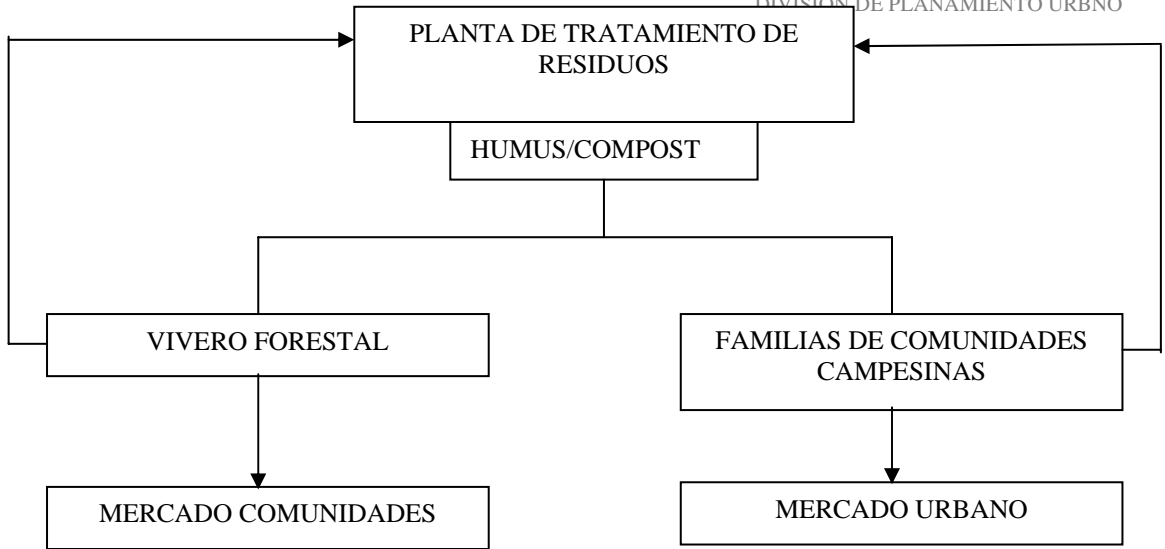 DIVISION DE PLANAMIENTO URBNO
PLANTA DE TRATAMIENTO DE
RESIDUOS
HUMUS/COMPOST
VIVERO FORESTAL
FAMILIAS DE COMUNIDADES
CAMPESINAS
MERCADO COMUNIDADES
MERCADO URBANO